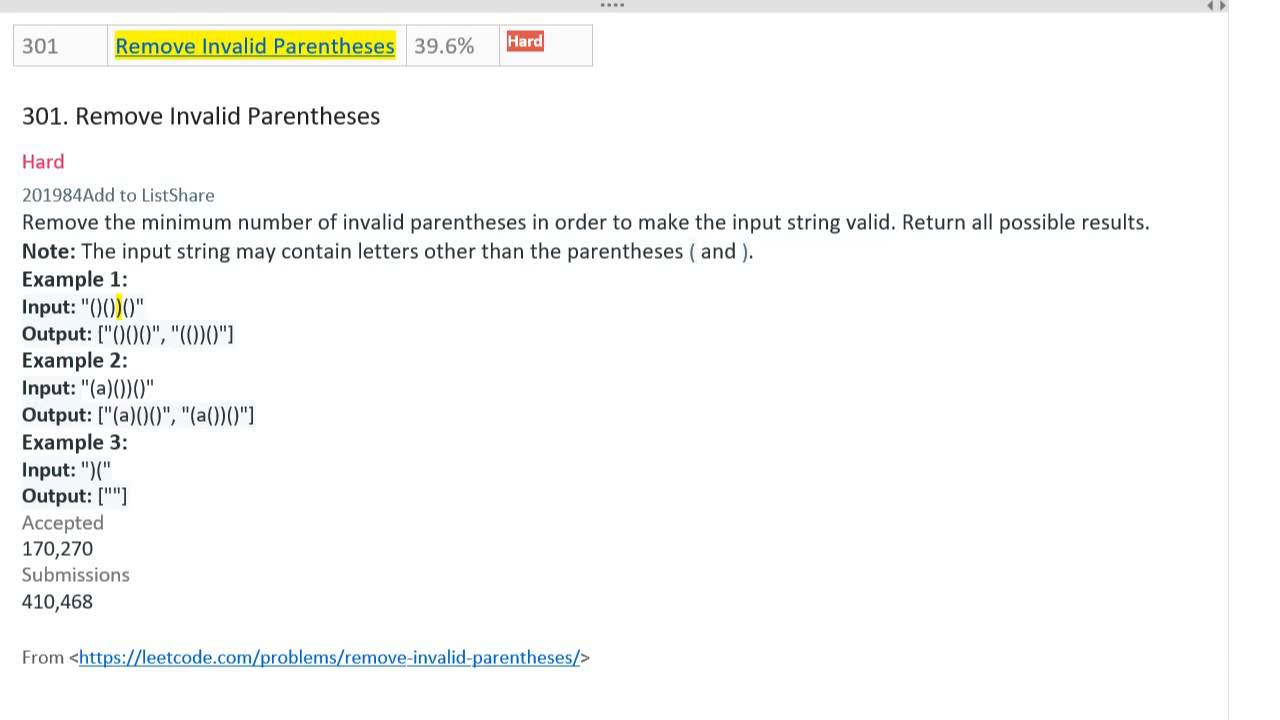 301 Remove Invalid Parentheses 39.6% Hard
301. Remove Invalid Parentheses
Hard
201984Add to ListShare
Remove the minimum number of invalid parentheses in order to make the input string valid. Return all possible results.
Note: The input string may contain letters other than the parentheses ( and ).
Example 1:
Input: "()())()"
Output: ["()()()", "(())()"]
Example 2:
Input: "(a)())()"
Output: ["(a)()()", "(a())()"]
Example 3:
Input: ")("
Output: [""]
Accepted
170,270
Submissions
410,468
From <https://leetcode.com/problems/remove-invalid-parentheses/>